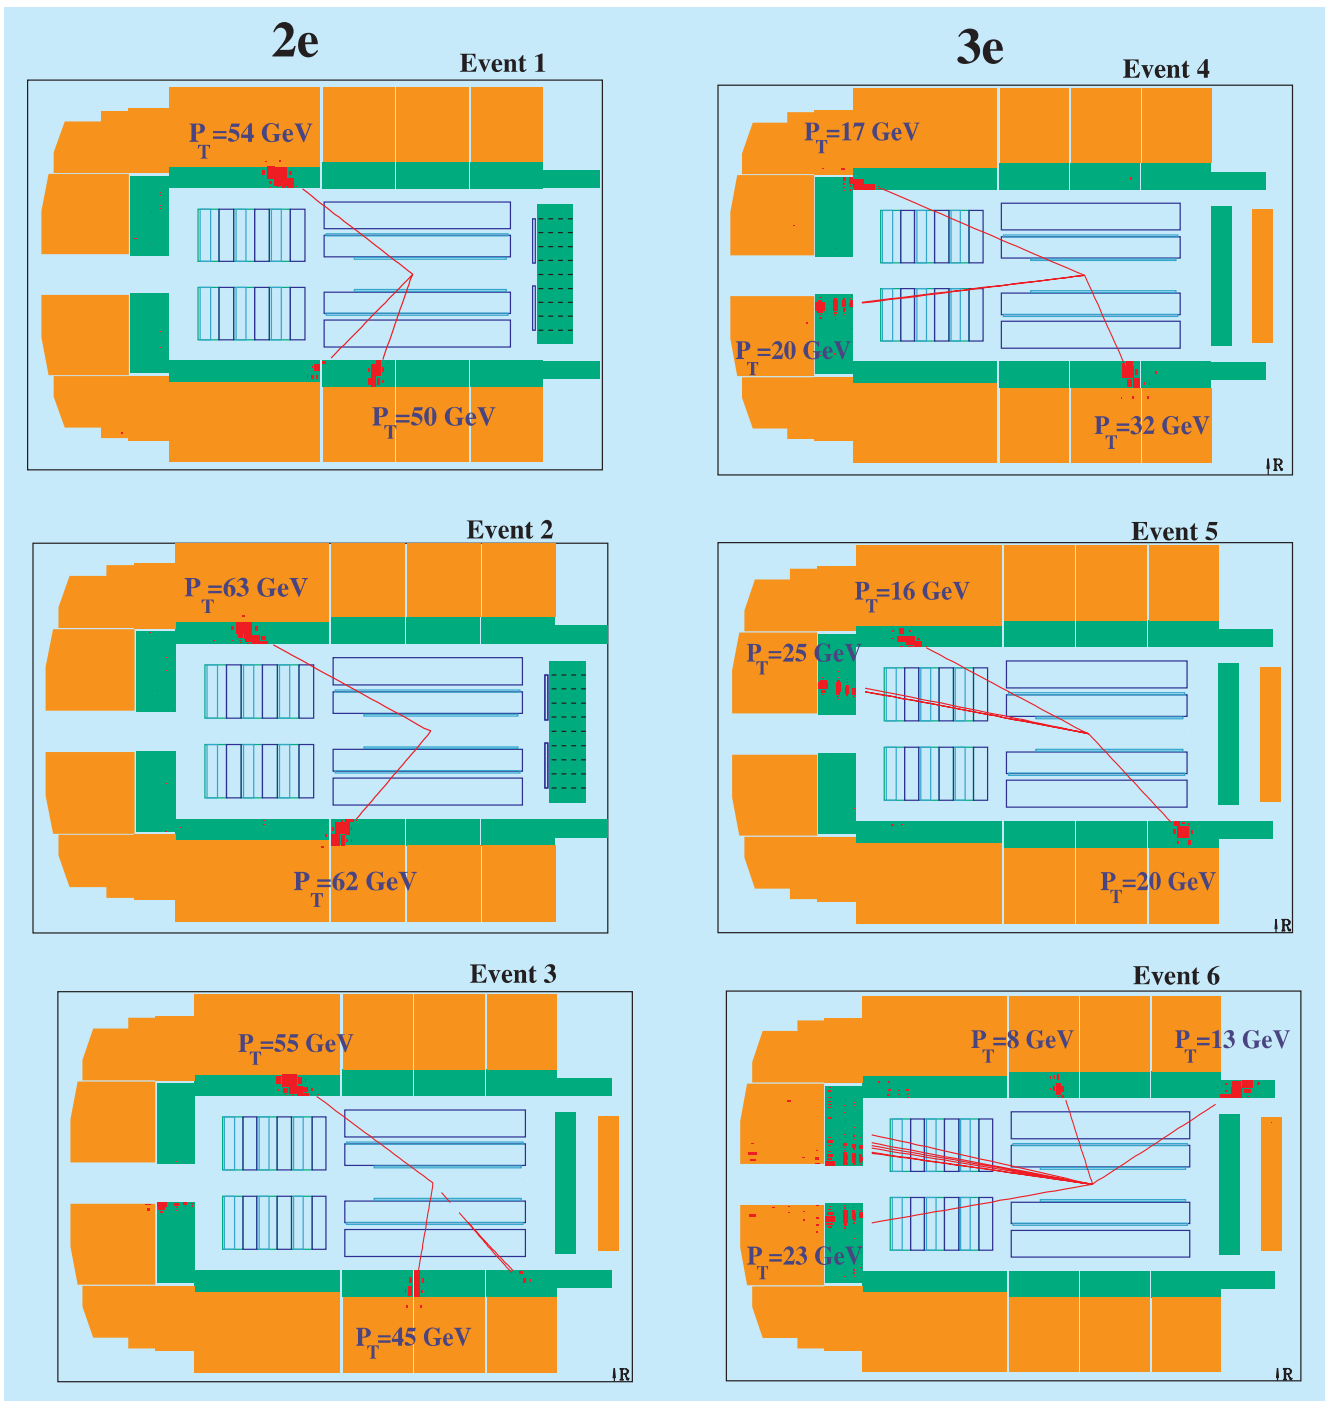 2e
3e
Event 1
Event 4
P_T=54 GeV
P_T=17 GeV
P_T=20 GeV
P_T=50 GeV
P_T=32 GeV
R
Event 2
Event 5
P_T=63 GeV
P_T=16 GeV
P_T=25 GeV
P_T=62 GeV
P_T=20 GeV
R
Event 3
Event 6
P_T=55 GeV
P_T=8 GeV
P_T=13 GeV
P_T=23 GeV
P_T=45 GeV
R
R